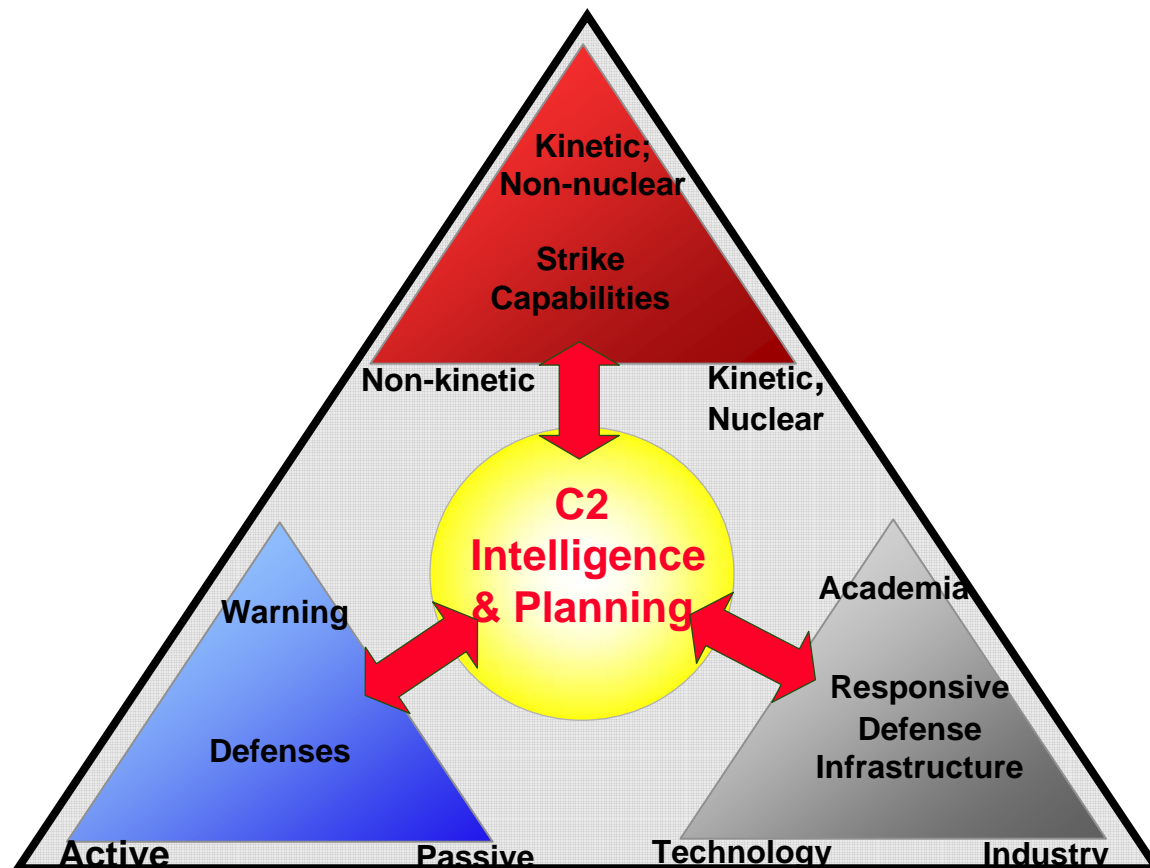 Kinetic;
Non-nuclear
Strike
Capabilities
Non-kinetic
Kinetic,
Nuclear
C2
Intelligence
& Planning
Warning
Defenses
Active
Passive
Academia
Responsive
Defense
Infrastructure
Technology
Industry